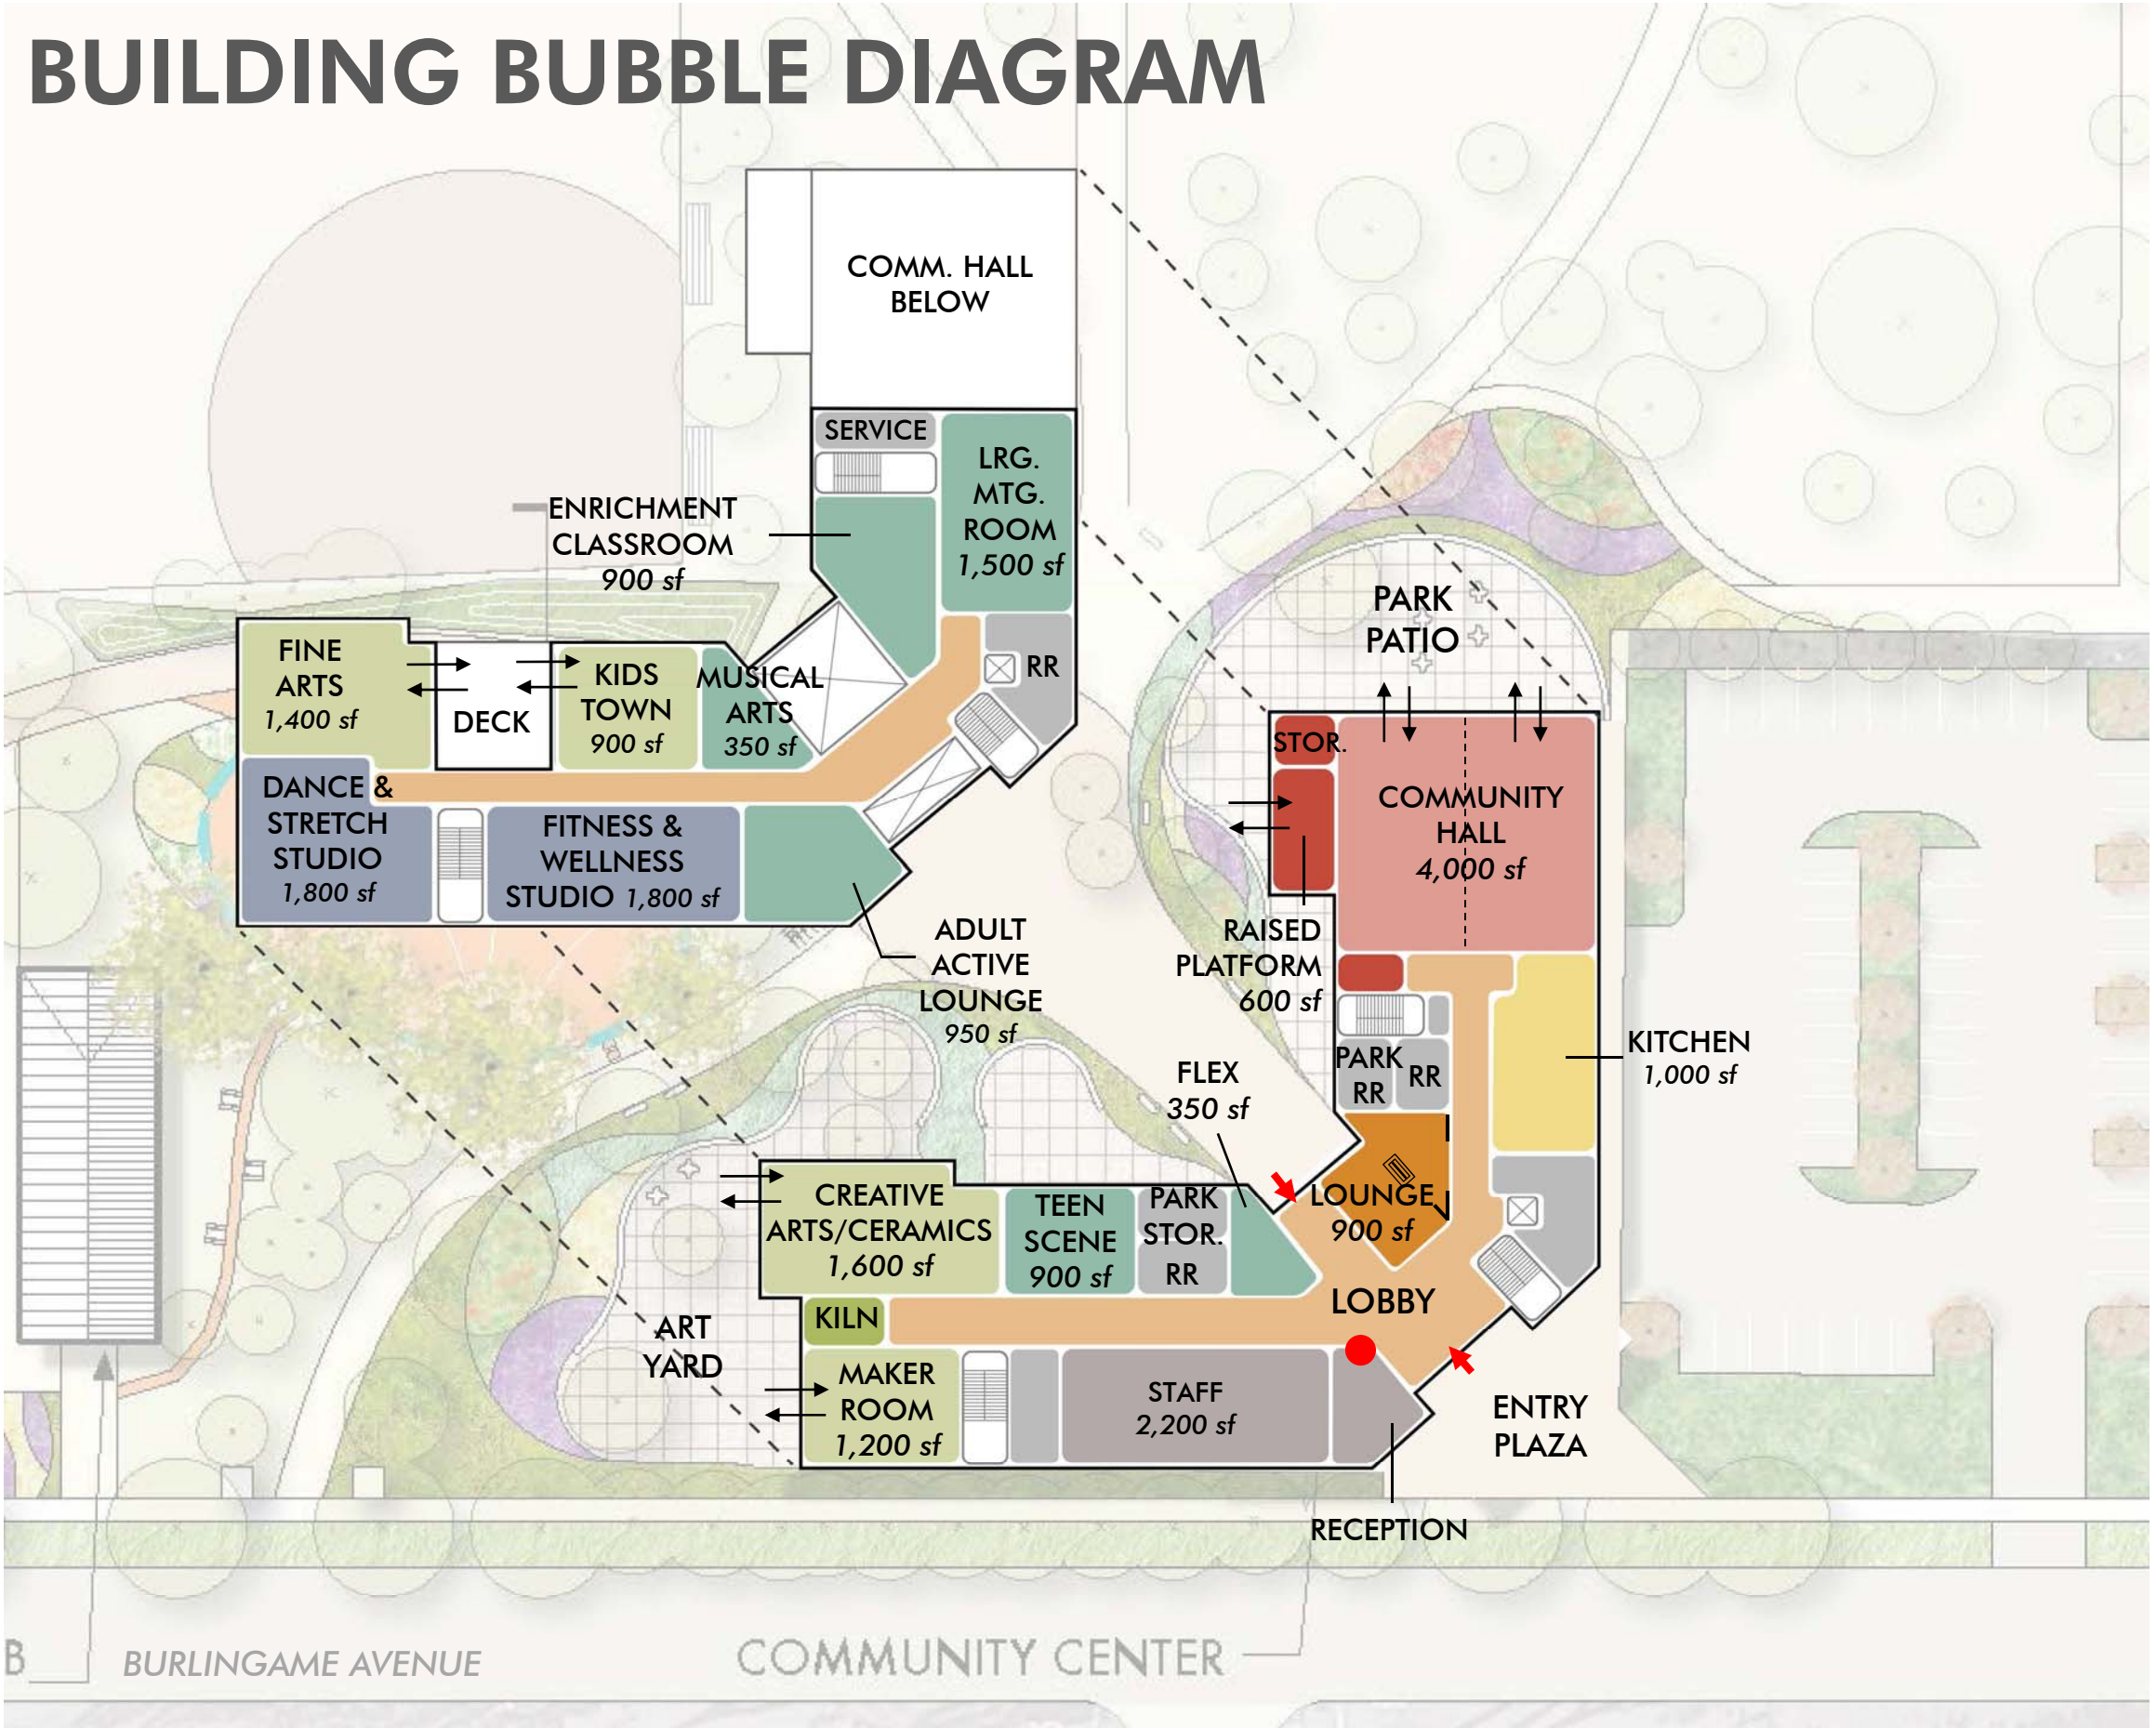 BUILDING BUBBLE DIAGRAM
COMM. HALL
BELOW
SERVICE
LRG.
MTG.
ROOM
1,500 sf
ENRICHMENT
CLASSROOM
900 sf
FINE
ARTS
1,400 sf
DECK
KIDS
TOWN
900 sf
MUSICAL
ARTS
350 sf
RR
DANCE &
STRETCH
STUDIO
1,800 sf
FITNESS &
WELLNESS
STUDIO 1,800 sf
ADULT
ACTIVE
LOUNGE
950 sf
PARK
PATIO
STOR.
COMMUNITY
HALL
4,000 sf
RAISED
PLATFORM
600 sf
KITCHEN
1,000 sf
PARK
RR
RR
FLEX
350 sf
LOUNGE
900 sf
CREATIVE
ARTS/CERAMICS
1,600 sf
TEEN
SCENE
900 sf
PARK
STOR.
RR
LOBBY
KILN
ART
YARD
MAKER
ROOM
1,200 sf
STAFF
2,200 sf
ENTRY
PLAZA
RECEPTION
B
BURLINGAME AVENUE
COMMUNITY CENTER